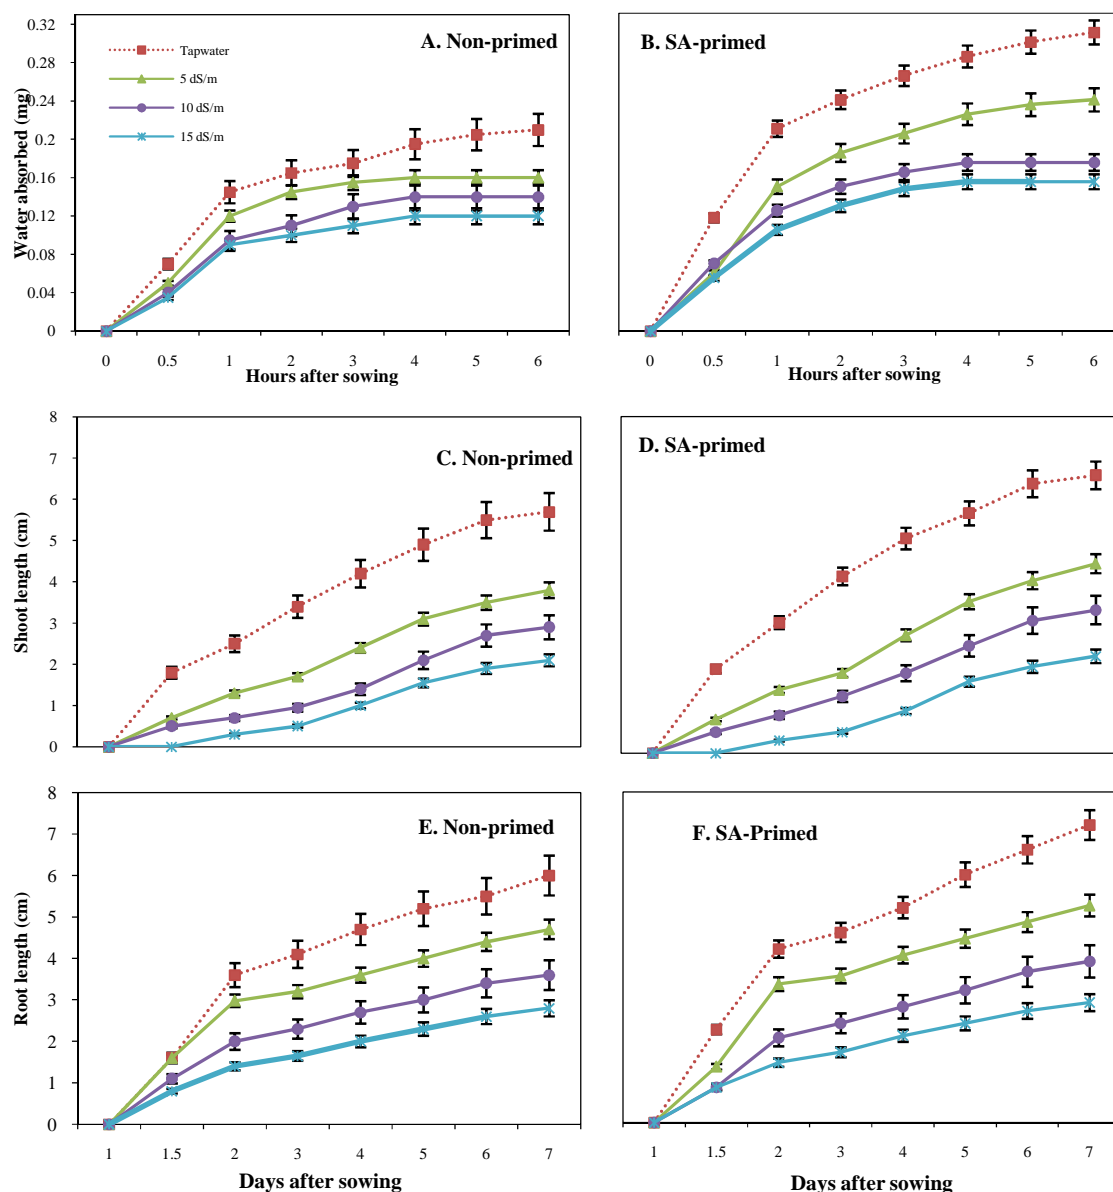 A. Non-primed
Water absorbed (mg)
0.32
0.28
0.24
0.2
0.16
0.12
0.08
0.04
0
Tapwater
5 dS/m
10 dS/m
15 dS/m
0 0.5 1 2 3 4 5 6
Hours after sowing
B. SA-primed
0 0.5 1 2 3 4 5 6
Hours after sowing
C. Non-primed
Shoot length (cm)
8
7
6
5
4
3
2
1
0
D. SA-primed
E. Non-primed
Root length (cm)
8
7
6
5
4
3
2
1
0
1 1.5 2 3 4 5 6 7
Days after sowing
F. SA-Primed
1 1.5 2 3 4 5 6 7
Days after sowing